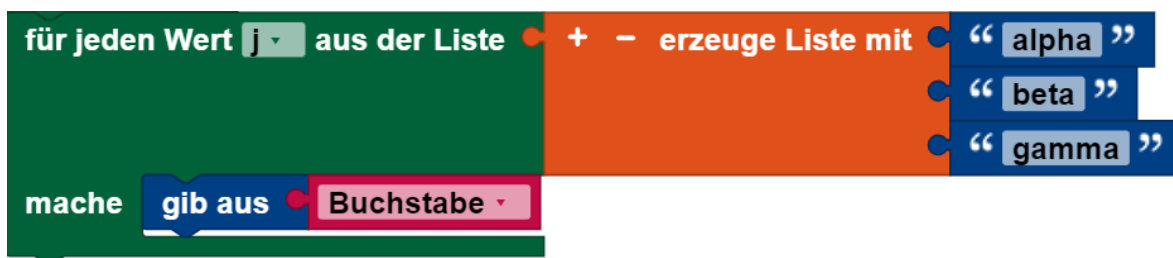 für jeden Wert j aus der Liste + - erzeuge Liste mit “ alpha ”
“ beta ”
“ gamma ”
mache gib aus Buchstabe